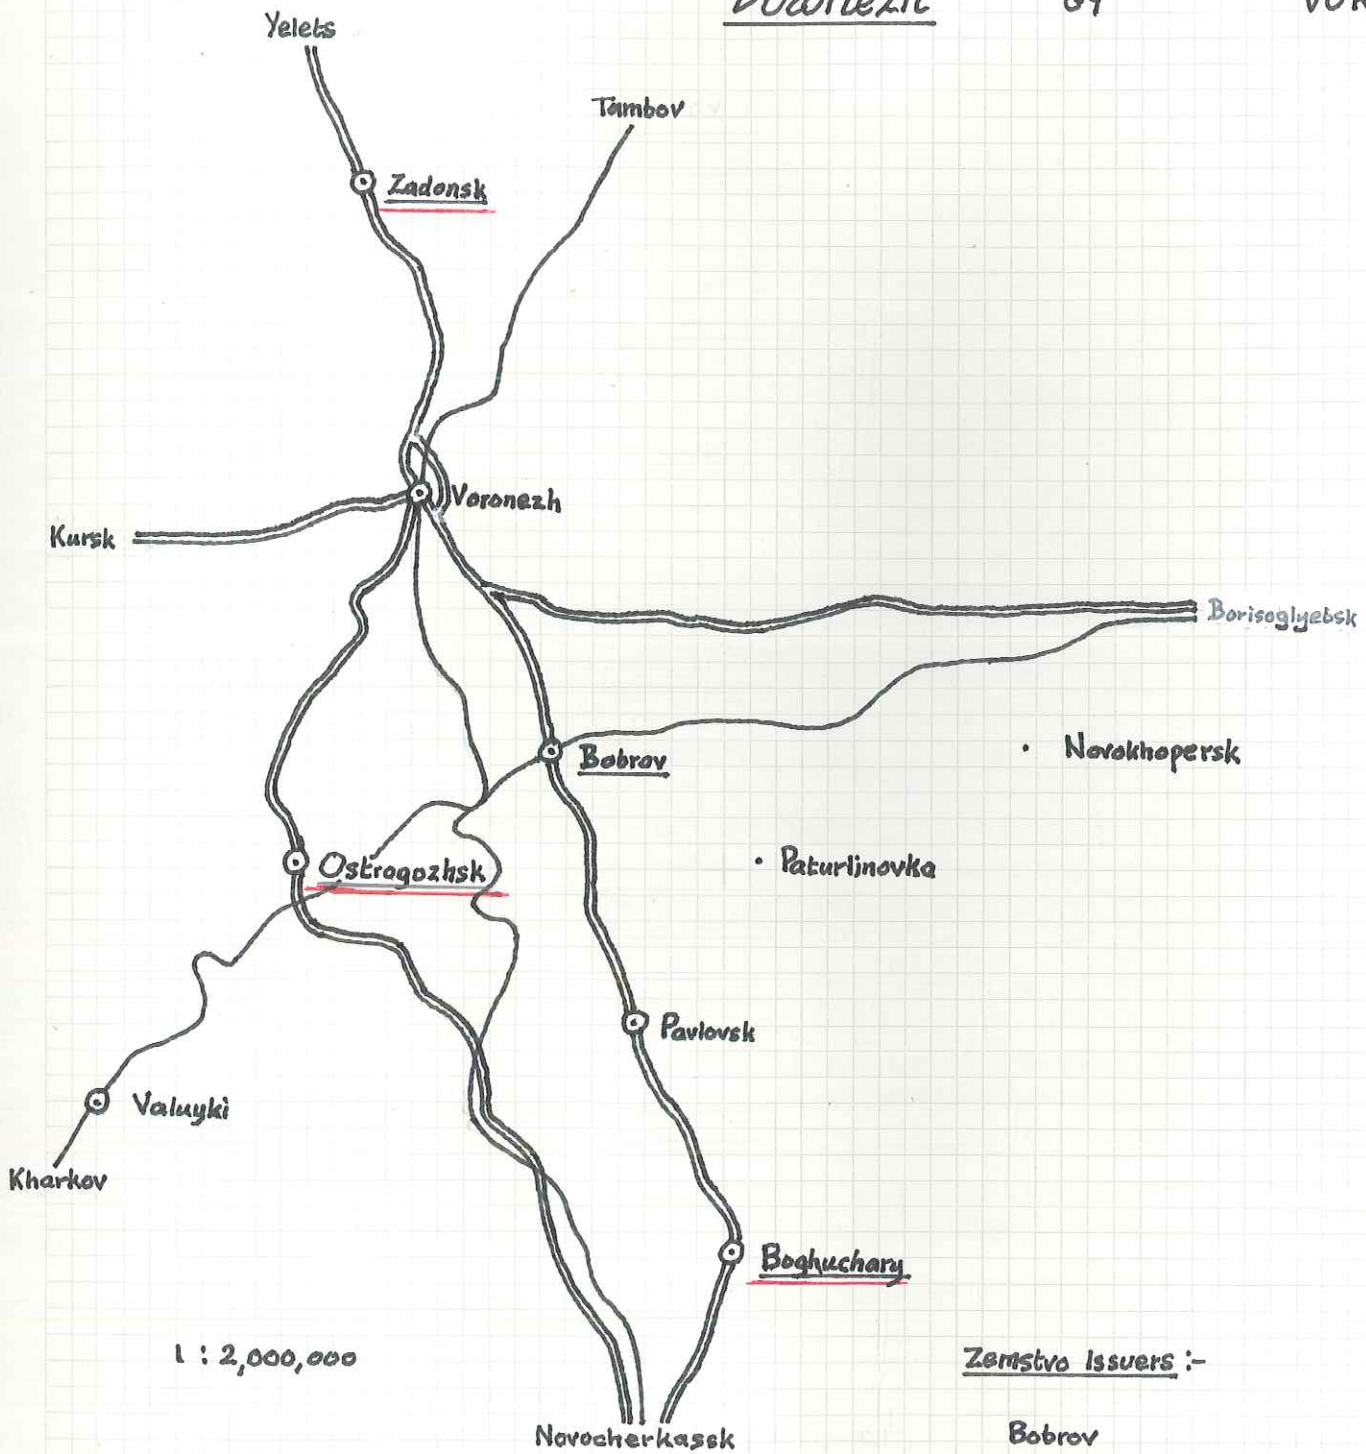 Yelets
Tambov
Zadonsk
Voronezh
Kursk
Borisoglyebsk
Bobrov
Novokhopersk
Ostrogozhsk
Paturlinovka
Pavlovsk
Valuyki
Kharkov
Boghuchary
1 : 2,000,000
Zemstvo Issuers :-
Novocherkassk
Bobrov